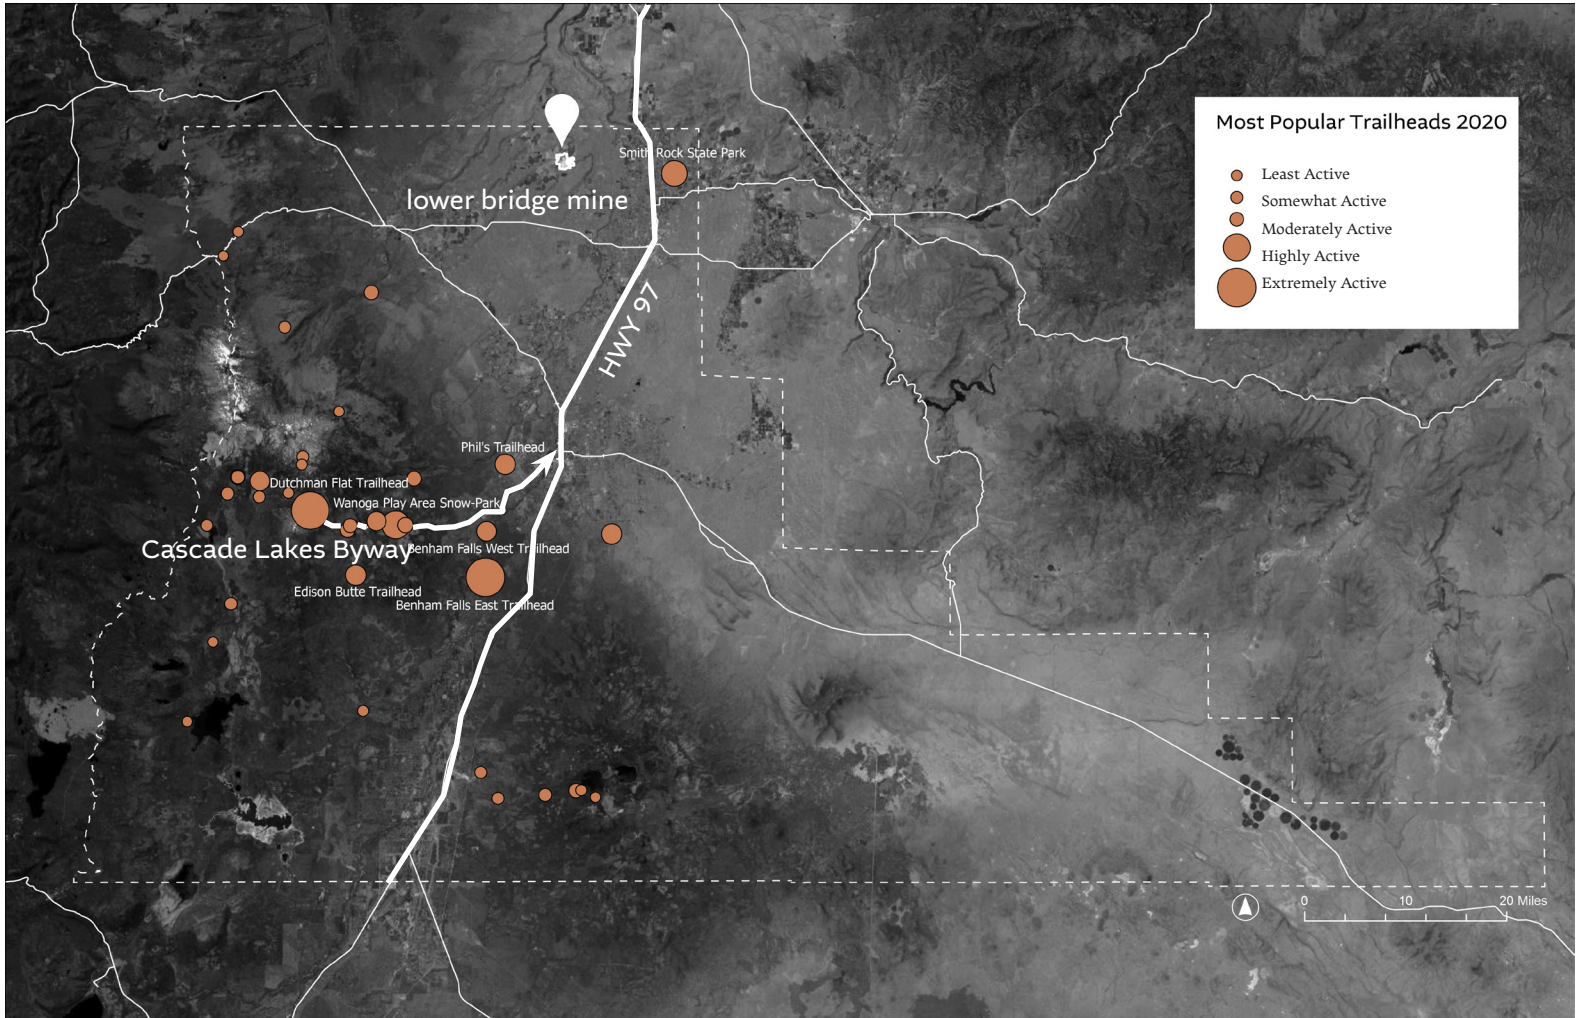 Most Popular Trailheads 2020
Least Active
Somewhat Active
Moderately Active
Highly Active
Extremely Active
Smith Rock State Park
lower bridge mine
HWY 97
Phil's Trailhead
Dutchman Flat Trailhead
Wanoga Play Area Snow-Park
Cascade Lakes Byway
Benham Falls West Trailhead
Edison Butte Trailhead
Benham Falls East Trailhead
0 10 20 Miles